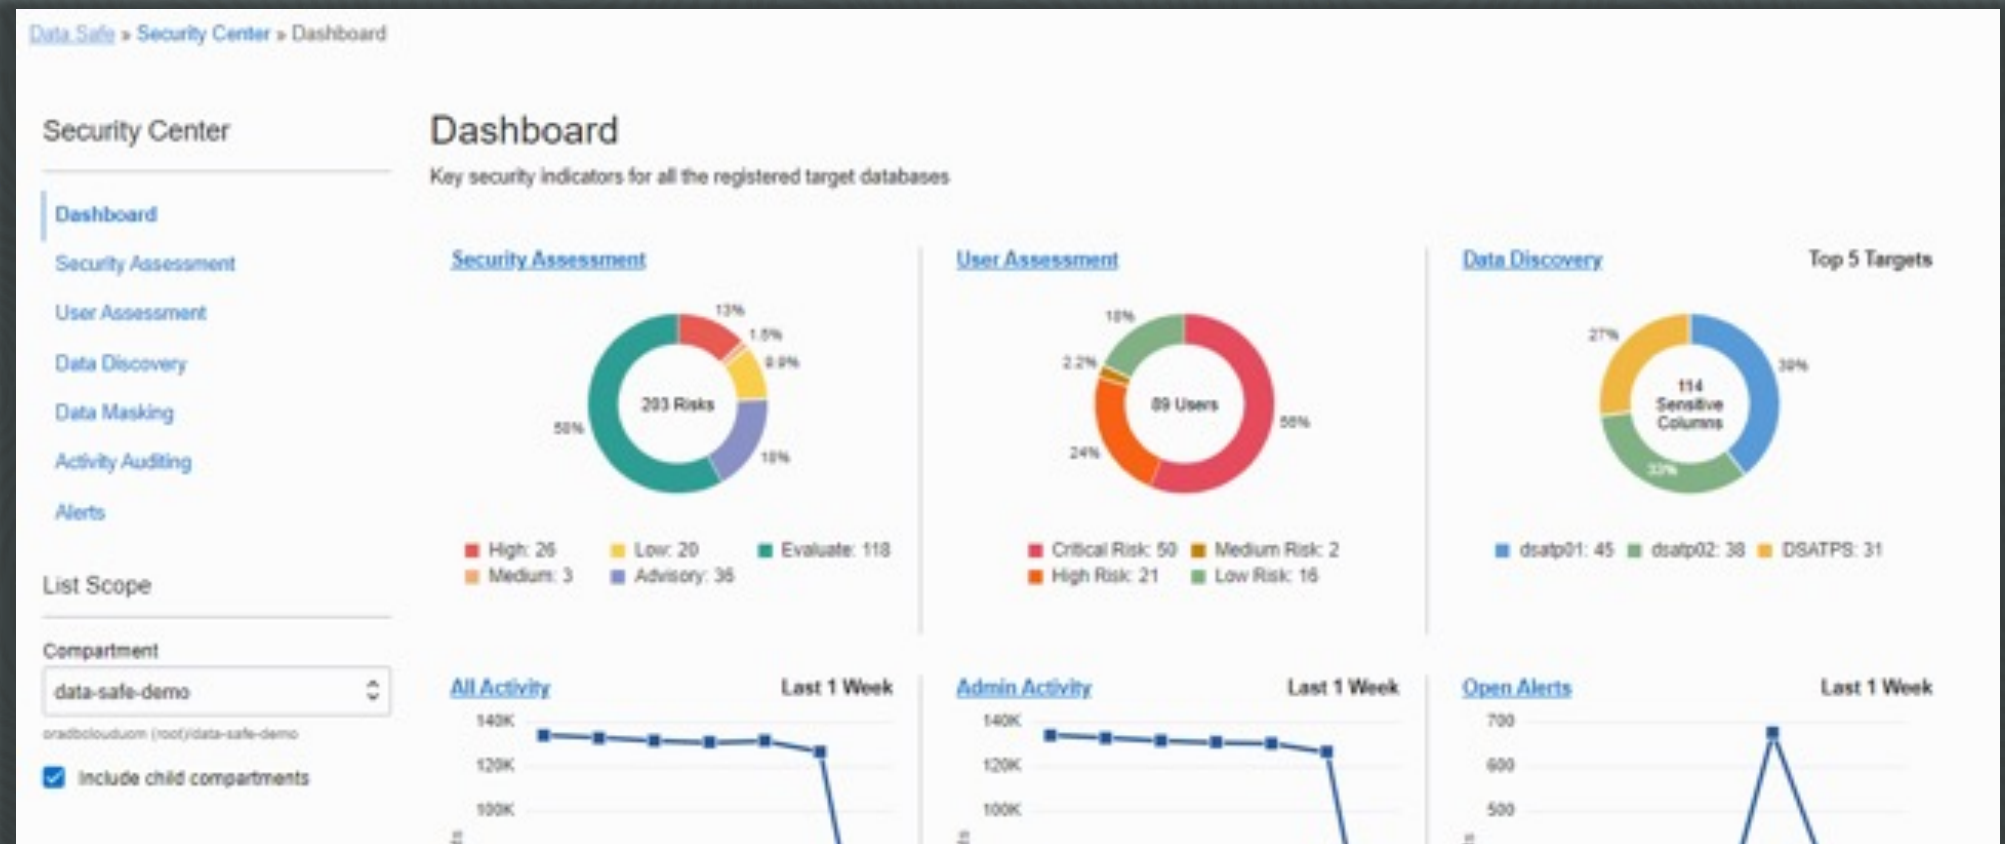 Data Safe » Security Center » Dashboard
Security Center
Dashboard
Security Assessment
User Assessment
Data Discovery
Data Masking
Activity Auditing
Alerts
List Scope
Compartment
data-safe-demo
oradbclouducm (root)/data-safe-demo
Include child compartments
Dashboard
Key security indicators for all the registered target databases
Security Assessment
13%
1.5%
9.9%
18%
58%
203 Risks
High: 26 Low: 20 Evaluate: 118
Medium: 3 Advisory: 36
User Assessment
18%
2.2%
24%
56%
89 Users
Critical Risk: 50 Medium Risk: 2
High Risk: 21 Low Risk: 16
Data Discovery Top 5 Targets
27%
39%
33%
114
Sensitive
Columns
dsatp01: 45 dsatp02: 38 DSATPS: 31
All Activity Last 1 Week
140K
120K
100K
Admin Activity Last 1 Week
140K
120K
100K
Open Alerts Last 1 Week
700
600
500